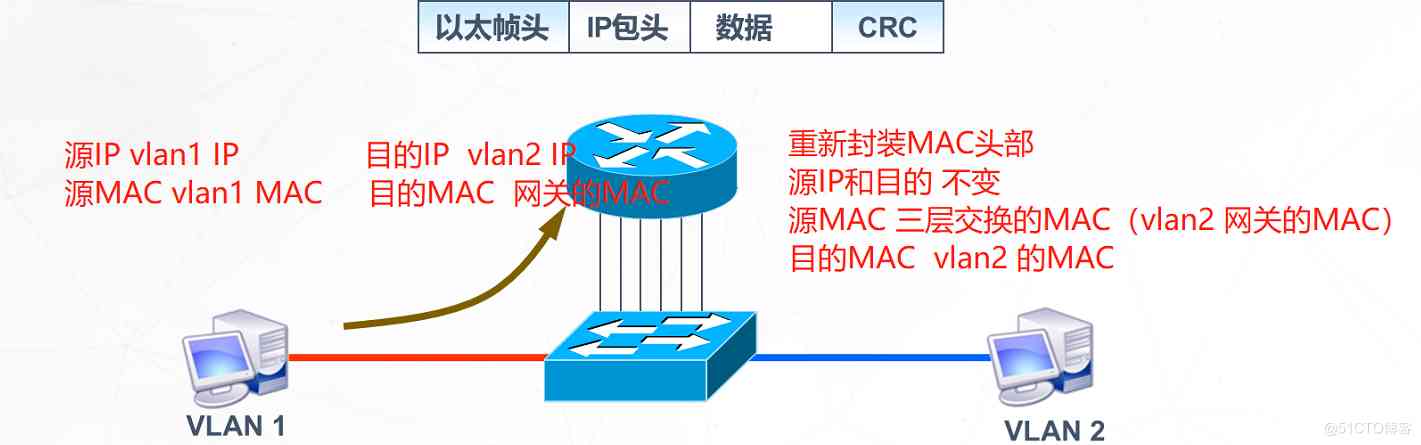 以太帧头 IP包头 数据 CRC
源IP vlan1 IP 目的IP vlan2 IP
源MAC vlan1 MAC 目的MAC 网关的MAC
重新封装MAC头部
源IP和目的 不变
源MAC 三层交换的MAC（vlan2 网关的MAC）
目的MAC vlan2 的MAC
VLAN 1
VLAN 2
@51CTO博客